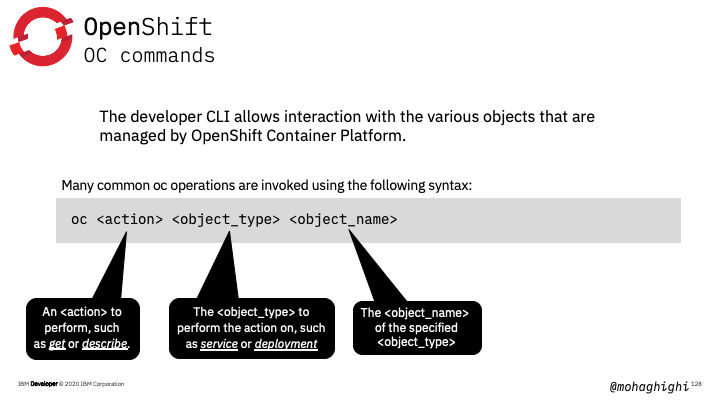 OpenShift
OC commands
The developer CLI allows interaction with the various objects that are
managed by OpenShift Container Platform.
Many common oc operations are invoked using the following syntax:
oc <action> <object_type> <object_name>
An <action> to
perform, such
as get or describe.
The <object_type> to
perform the action on, such
as service or deployment
The <object_name>
of the specified
<object_type>
IBM Developer © 2020 IBM Corporation
@mohaghighi 128